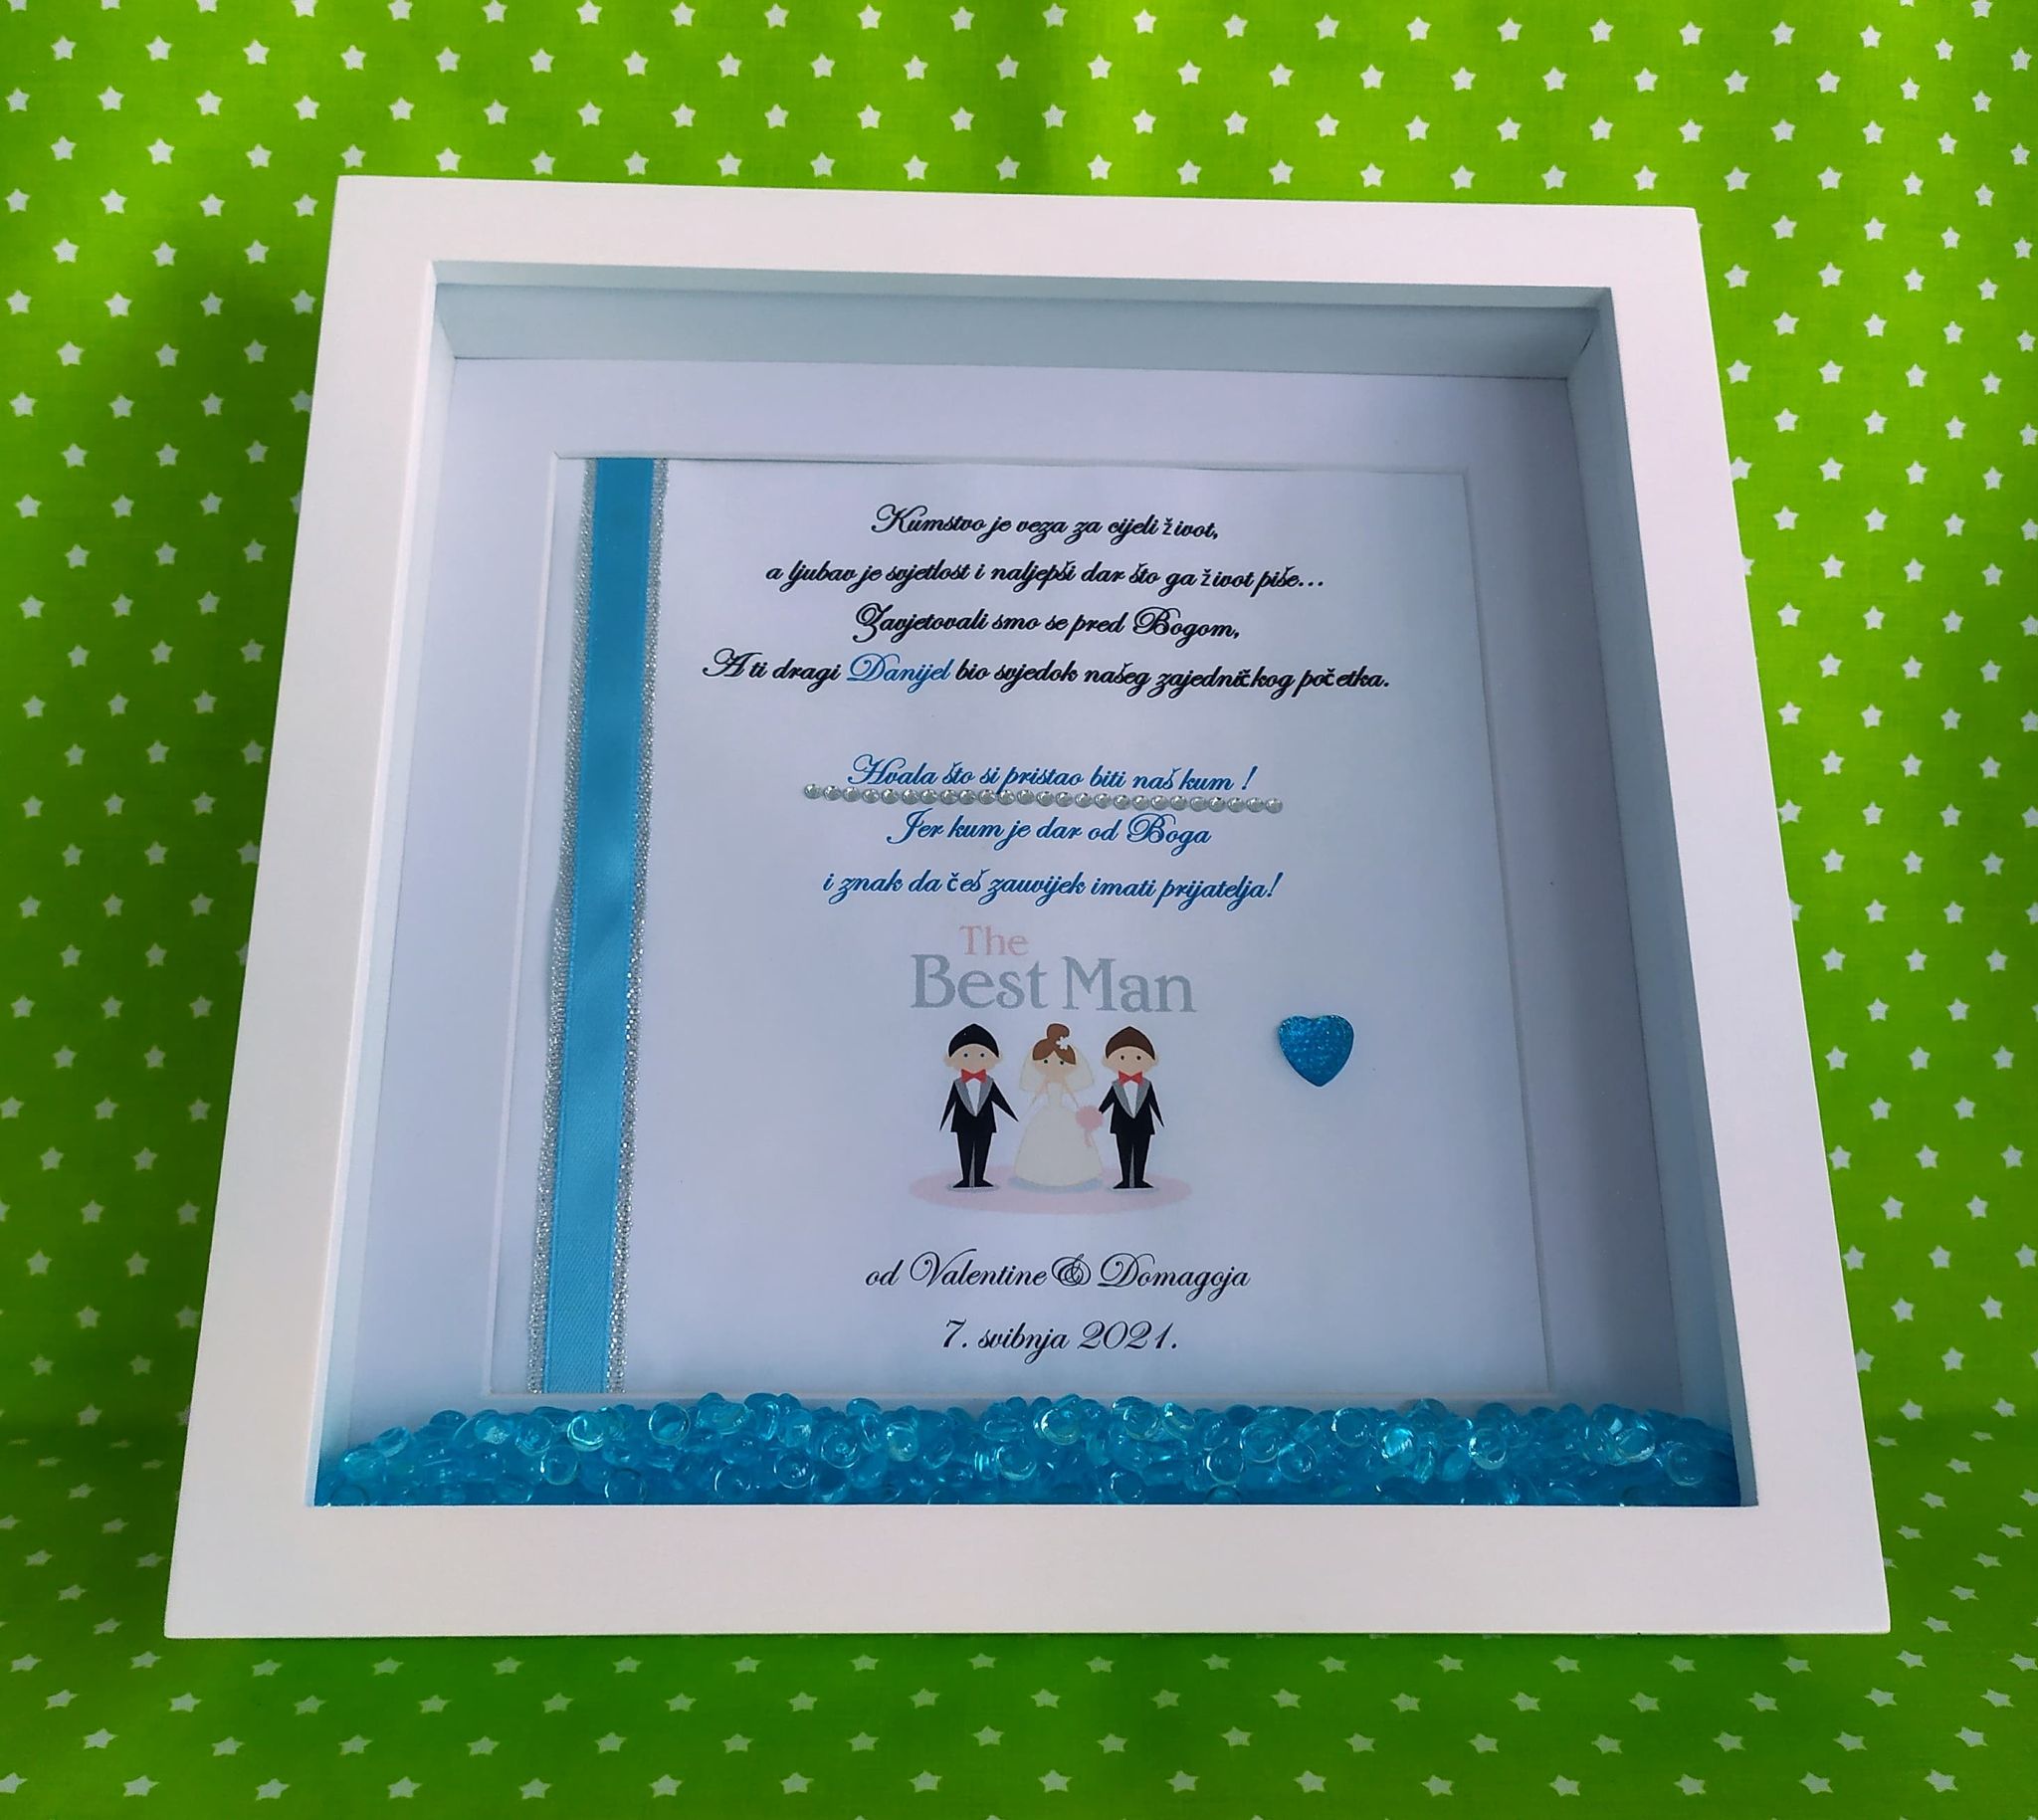 Kumstvo je veza za cijeli život,
a ljubav je svjetlost i naljepši dar što ga život piše...
Zavjetovali smo se pred Bogom,
A ti dragi Danijel bio svjedok našeg zajedničkog početka.
Hvala što si pristao biti naš kum !
Jer kum je dar od Boga
i znak da češ zauvijek imati prijatelja!
The
Best Man
od Valentine & Domagoja
7. svibnja 2021.